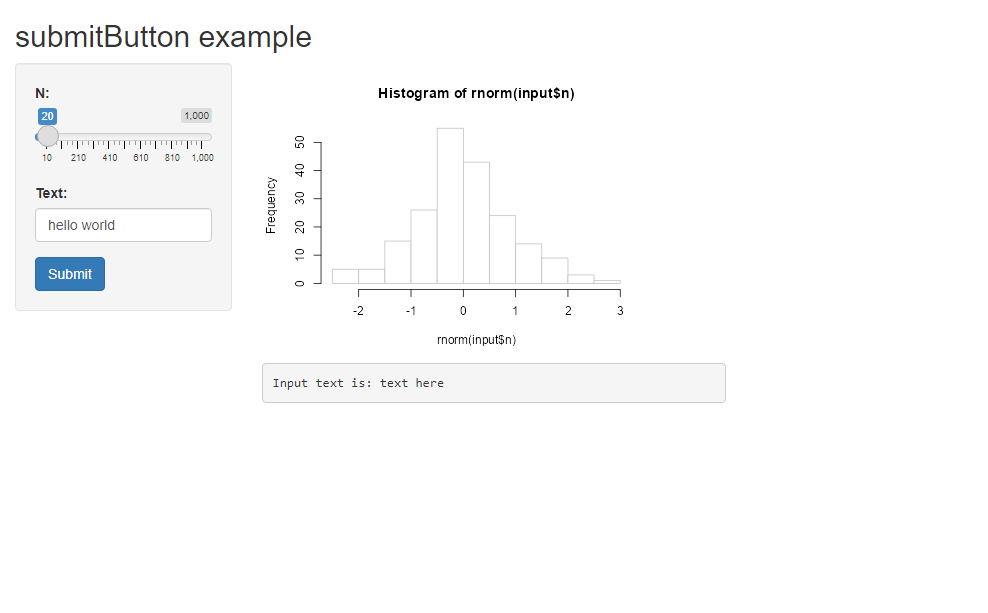 submitButton example
N:
20 1,000
10 210 410 610 810 1,000
Text:
hello world
Submit
Histogram of rnorm(input$n)
Frequency
50
40
30
20
10
0
-2 -1 0 1 2 3
rnorm(input$n)
Input text is: text here